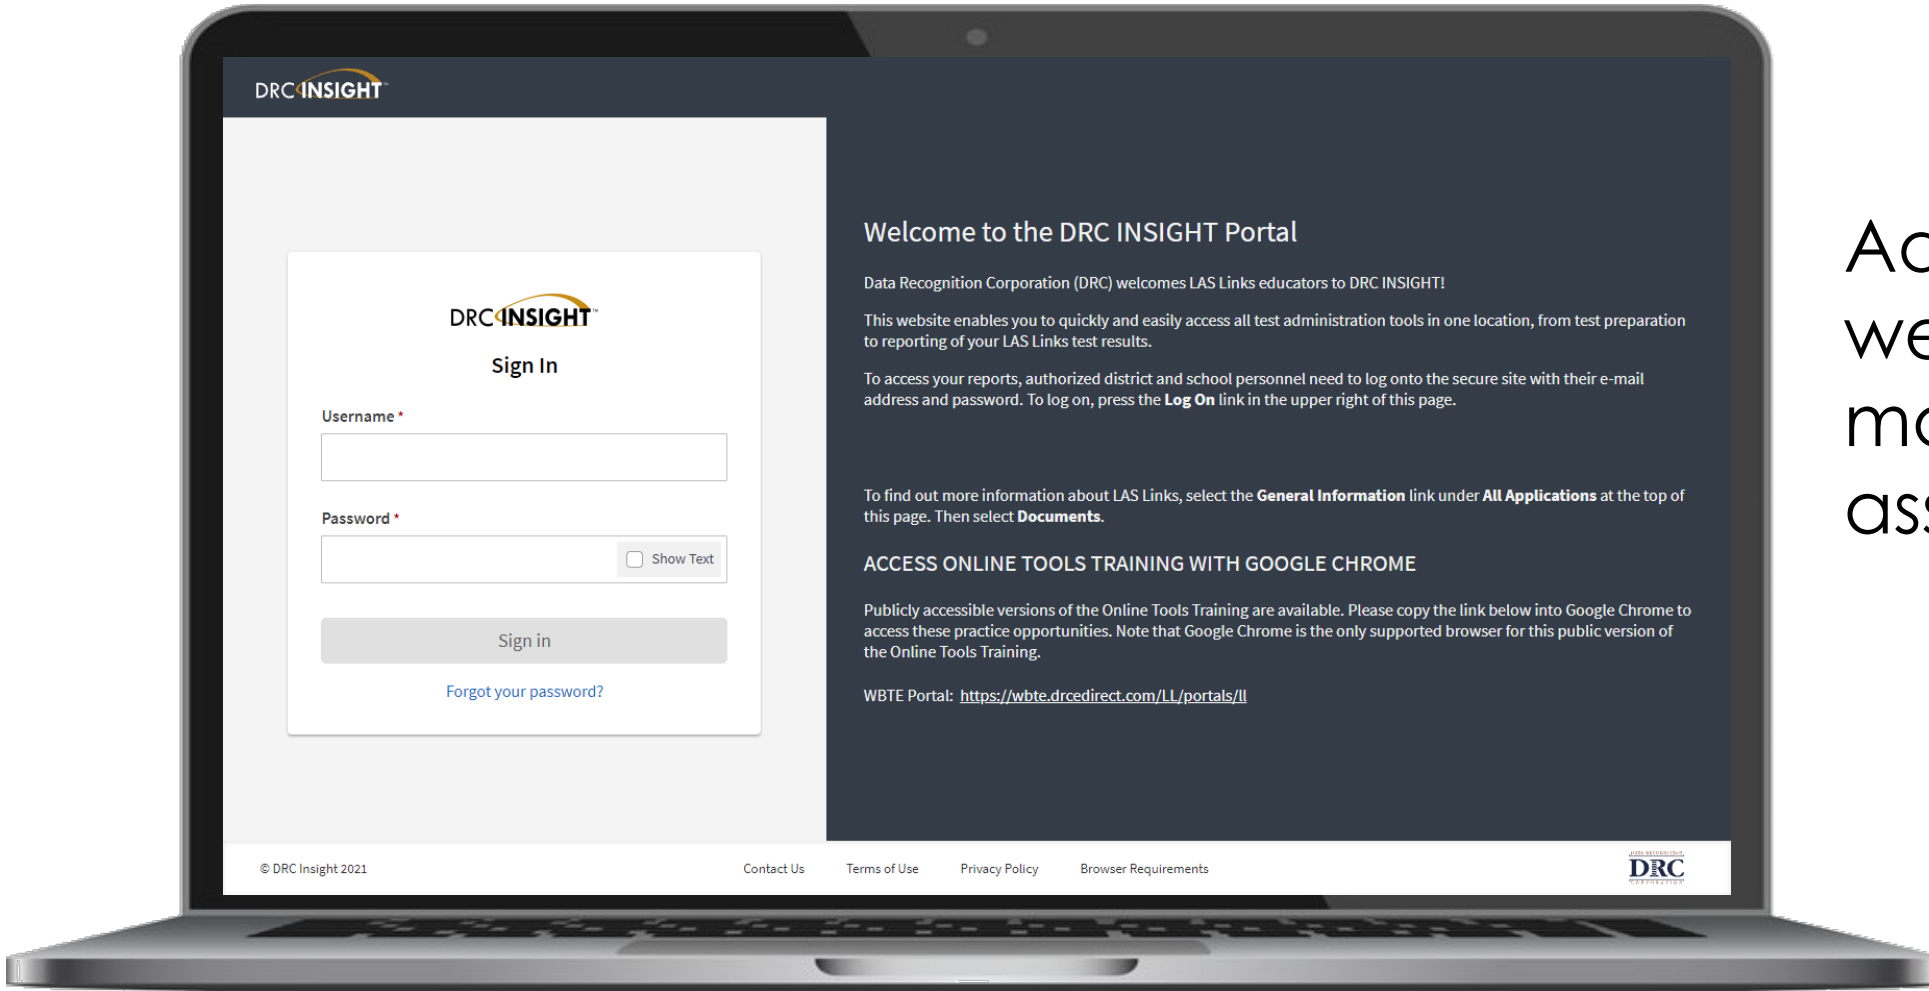 DRC INSIGHT
DRC INSIGHT
Sign In
Username *
Password *
Show Text
Sign in
Forgot your password?
Welcome to the DRC INSIGHT Portal
Data Recognition Corporation (DRC) welcomes LAS Links educators to DRC INSIGHT!
This website enables you to quickly and easily access all test administration tools in one location, from test preparation
to reporting of your LAS Links test results.
To access your reports, authorized district and school personnel need to log onto the secure site with their e-mail
address and password. To log on, press the Log On link in the upper right of this page.
To find out more information about LAS Links, select the General Information link under All Applications at the top of
this page. Then select Documents.
ACCESS ONLINE TOOLS TRAINING WITH GOOGLE CHROME
Publicly accessible versions of the Online Tools Training are available. Please copy the link below into Google Chrome to
access these practice opportunities. Note that Google Chrome is the only supported browser for this public version of
the Online Tools Training.
WBTE Portal: https://wbte.drcedirect.com/LL/portals/ll
© DRC Insight 2021
Contact Us
Terms of Use
Privacy Policy
Browser Requirements
DATA RECOGNITION
DRC
CORPORATION